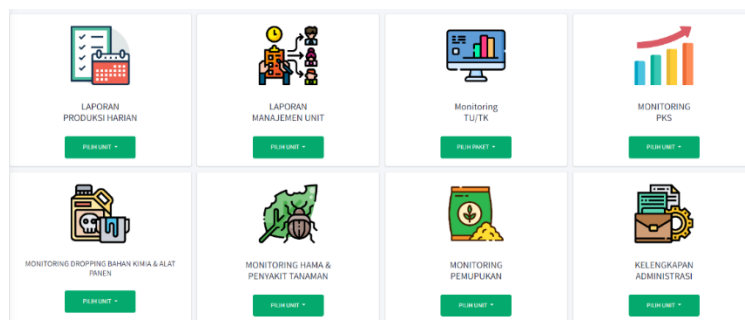 LAPORAN
PRODUKSI HARIAN
PILIH UNIT
LAPORAN
MANAJEMEN UNIT
PILIH UNIT
Monitoring
TU/TK
PILIH PAKET
MONITORING
PKS
PILIH UNIT
MONITORING DROPPING BAHAN KIMIA & ALAT
PANEN
PILIH UNIT
MONITORING HAMA &
PENYAKIT TANAMAN
PILIH UNIT
MONITORING
PEMUPUKAN
PILIH UNIT
KELENGKAPAN
ADMINISTRASI
PILIH UNIT